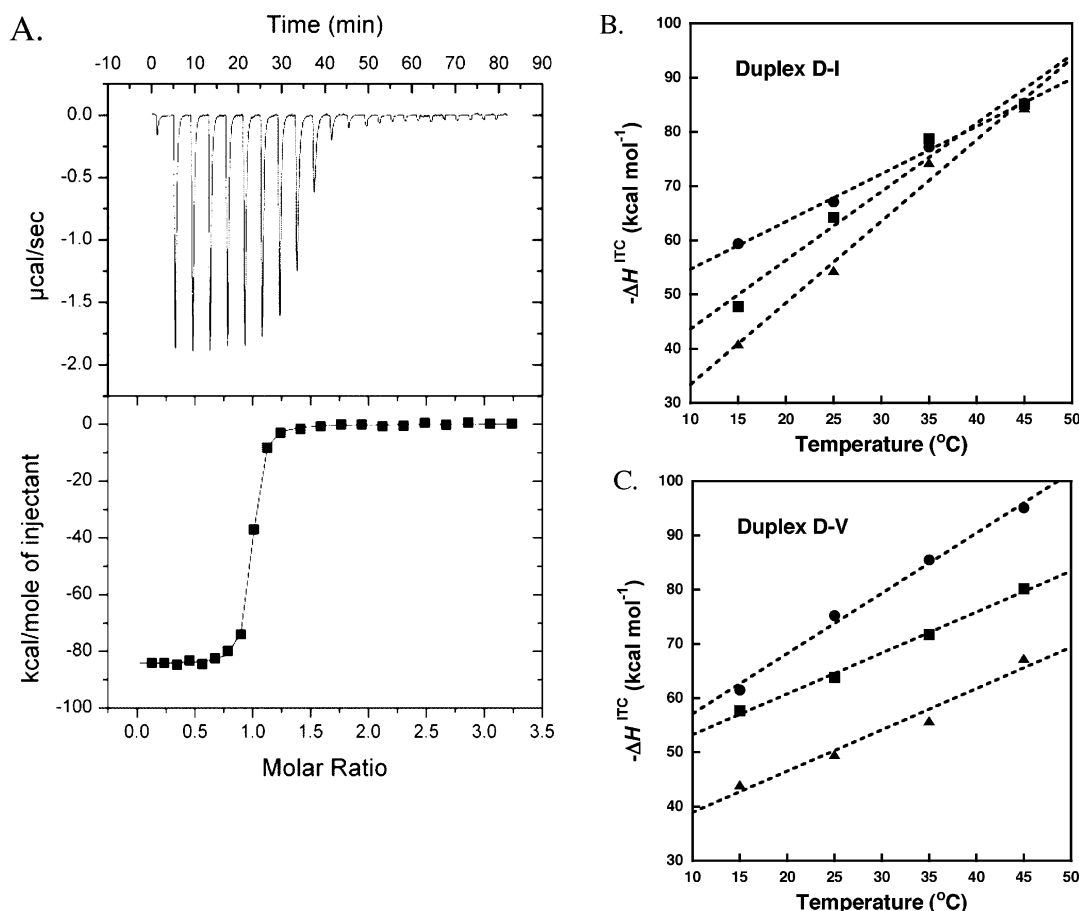 A.
Time (min)
-10 0 10 20 30 40 50 60 70 80 90
0.0
-0.5
-1.0
-1.5
-2.0
µcal/sec
0
-20
-40
-60
-80
-100
kcal/mole of injectant
0.0 0.5 1.0 1.5 2.0 2.5 3.0 3.5
Molar Ratio
B.
Duplex D-I
100
90
80
70
60
50
40
30
-ΔH ITC (kcal mol-1)
10 15 20 25 30 35 40 45 50
Temperature (oC)
C.
Duplex D-V
100
90
80
70
60
50
40
30
-ΔH ITC (kcal mol-1)
10 15 20 25 30 35 40 45 50
Temperature (oC)